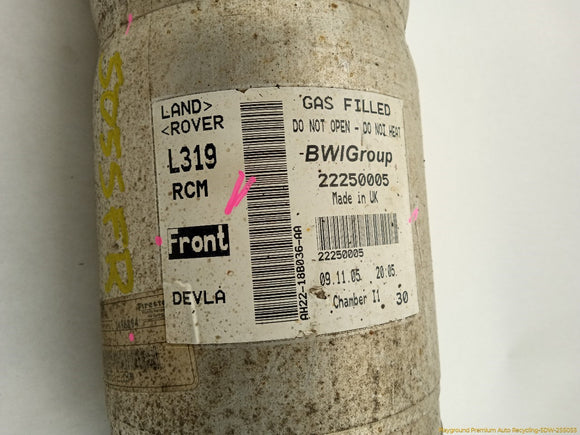 LAND>
<ROVER
L319
RCM
Front
DEVLA
AH22-18B036-AA
GAS FILLED
DO NOT OPEN - DO NOT HEAT
BWIGroup
22250005
Made in UK
22250005
09.11.05 20:05
Chamber II 30
Firestone